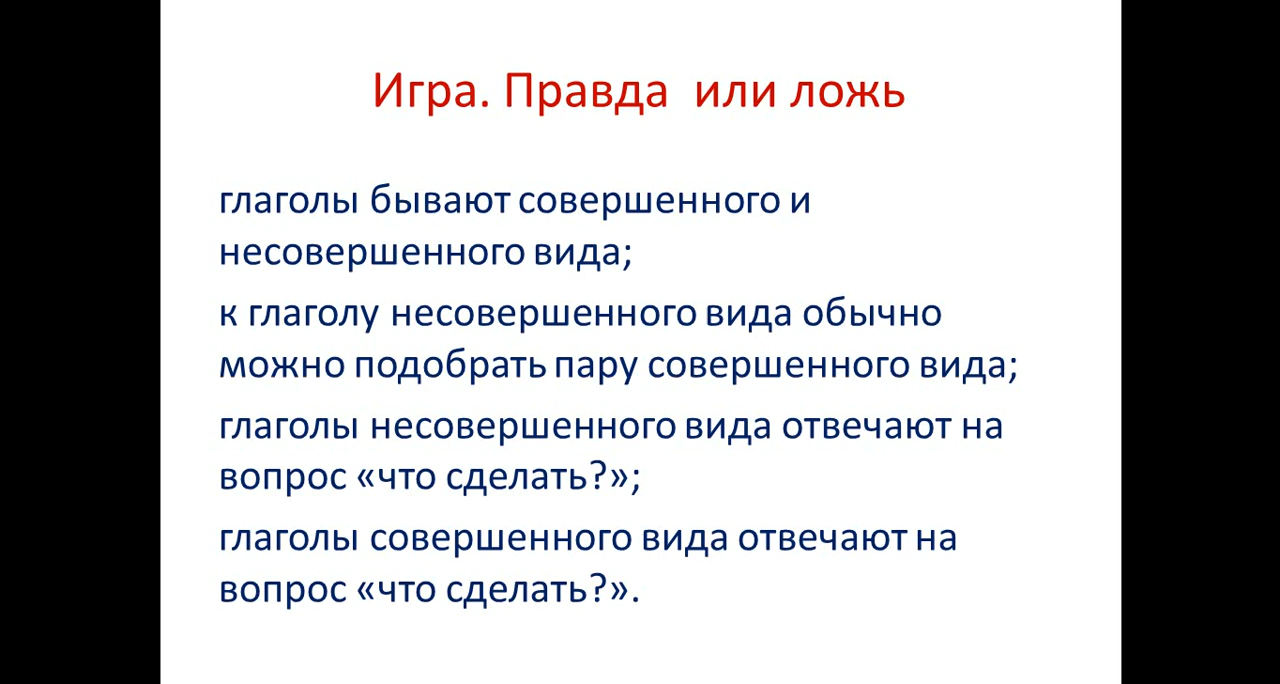 Игра. Правда или ложь
глаголы бывают совершенного и
несовершенного вида;
к глаголу несовершенного вида обычно
можно подобрать пару совершенного вида;
глаголы несовершенного вида отвечают на
вопрос «что сделать?»;
глаголы совершенного вида отвечают на
вопрос «что сделать?».